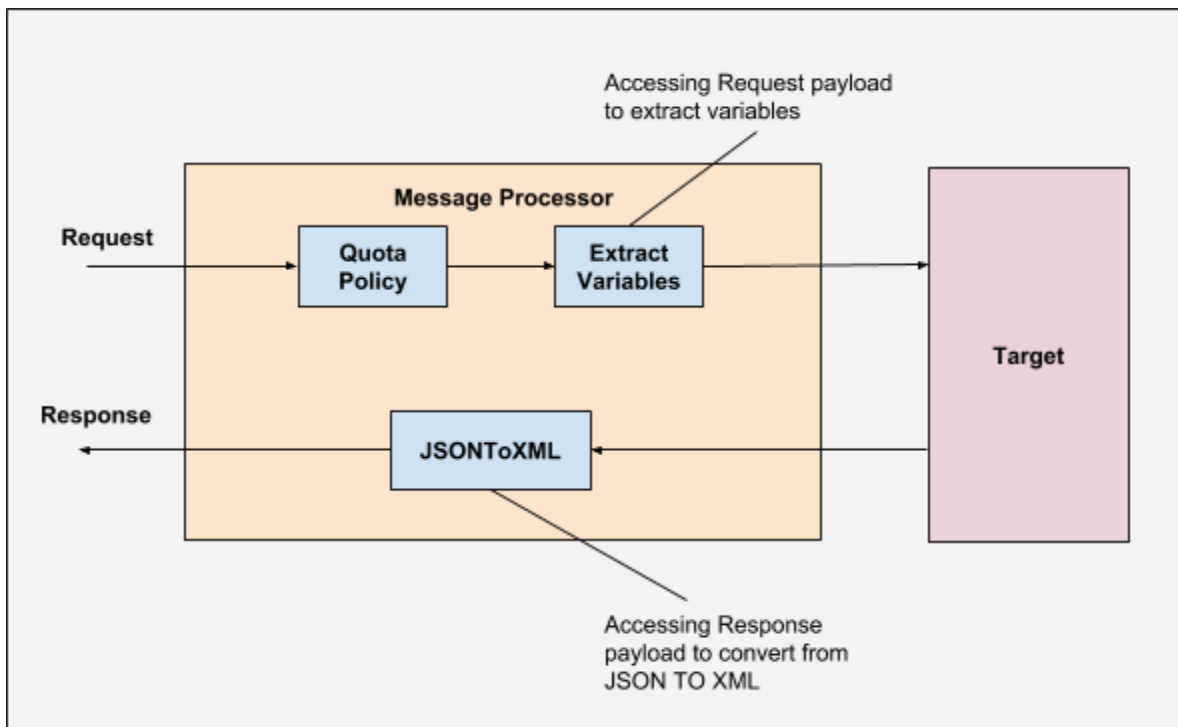 Accessing Request payload
to extract variables
Message Processor
Request
Quota
Policy
Extract
Variables
Target
Response
JSONToXML
Accessing Response
payload to convert from
JSON TO XML